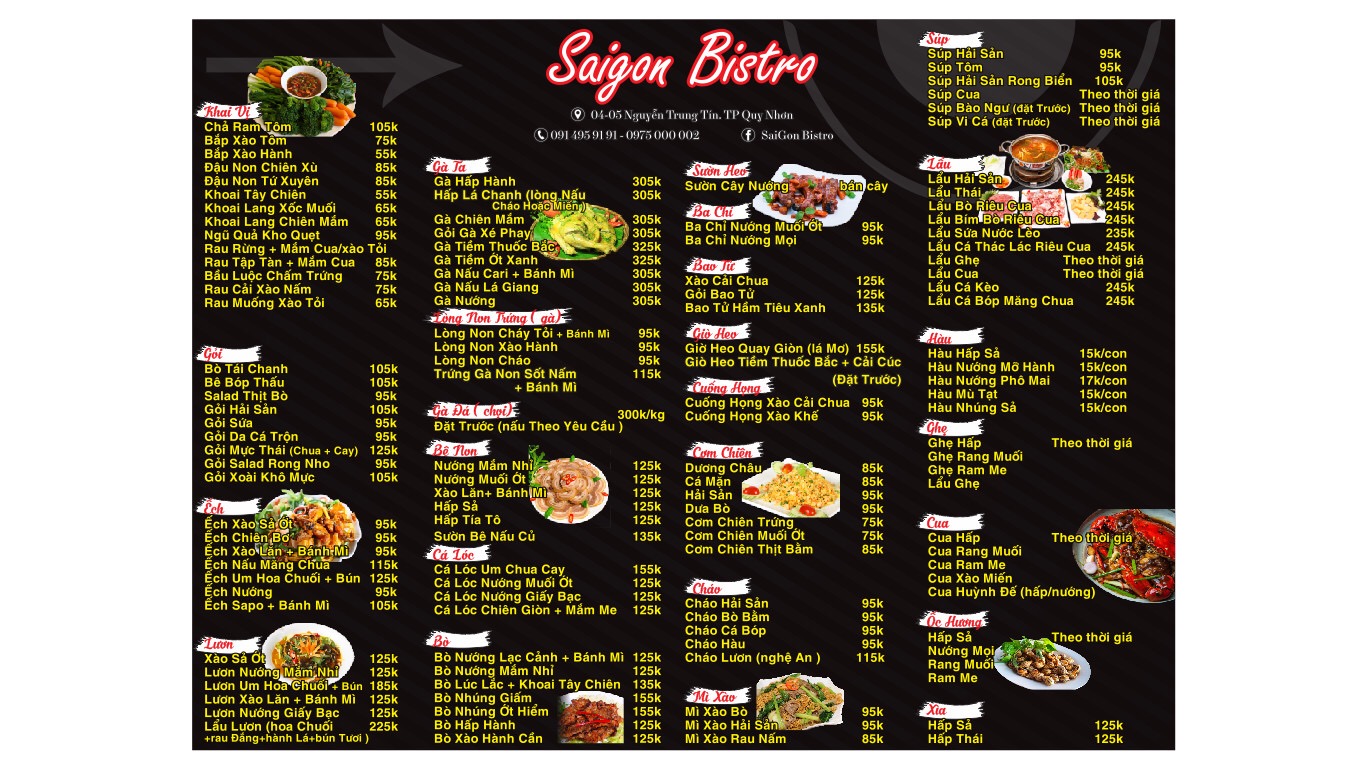 Saigon Bistro
04-05 Nguyễn Trung Tín. TP Quy Nhơn
091 495 91 91 - 0975 000 002 SaiGon Bistro
Khai Vị
Chả Ram Tôm 105k
Bắp Xào Tôm 75k
Bắp Xào Hành 55k
Đậu Non Chiên Xù 85k
Đậu Non Tứ Xuyên 85k
Khoai Tây Chiên 55k
Khoai Lang Xốc Muối 65k
Khoai Lang Chiên Mắm 65k
Ngũ Quả Kho Quẹt 95k
Rau Rừng + Mắm Cua/xào Tỏi
Rau Tập Tàn + Mắm Cua 85k
Bầu Luộc Chấm Trứng 75k
Rau Cải Xào Nấm 75k
Rau Muống Xào Tỏi 65k
Gỏi
Bò Tái Chanh 105k
Bê Bóp Thấu 105k
Salad Thịt Bò 95k
Gỏi Hải Sản 105k
Gỏi Sứa 95k
Gỏi Da Cá Trộn 95k
Gỏi Mực Thái (Chua + Cay) 125k
Gỏi Salad Rong Nho 95k
Gỏi Xoài Khô Mực 105k
Ếch
Ếch Xào Sả Ớt 95k
Ếch Chiên Bơ 95k
Ếch Xào Lăn + Bánh Mì 95k
Ếch Nấu Măng Chua 115k
Ếch Um Hoa Chuối + Bún 125k
Ếch Nướng 95k
Ếch Sapo + Bánh Mì 105k
Lươn
Xào Sả Ớt 125k
Lươn Nướng Mắm Nhỉ 125k
Lươn Um Hoa Chuối + Bún 185k
Lươn Xào Lăn + Bánh Mì 125k
Lươn Nướng Giấy Bạc 125k
Lẩu Lươn (hoa Chuối 225k
+rau Đắng+hành Lá+bún Tươi )
Gà Ta
Gà Hấp Hành 305k
Hấp Lá Chanh (lòng Nấu 305k
Cháo Hoặc Miến )
Gà Chiên Mắm 305k
Gỏi Gà Xé Phay 305k
Gà Tiềm Thuốc Bắc 325k
Gà Tiềm Ớt Xanh 325k
Gà Nấu Cari + Bánh Mì 305k
Gà Nấu Lá Giang 305k
Gà Nướng 305k
Lòng Non Trứng ( gà)
Lòng Non Cháy Tỏi + Bánh Mì 95k
Lòng Non Xào Hành 95k
Lòng Non Cháo 95k
Trứng Gà Non Sốt Nấm 115k
+ Bánh Mì
Gà Đá ( chọi)
300k/kg
Đặt Trước (nấu Theo Yêu Cầu )
Bê Non
Nướng Mắm Nhỉ 125k
Nướng Muối Ớt 125k
Xào Lăn+ Bánh Mì 125k
Hấp Sả 125k
Hấp Tía Tô 125k
Sườn Bê Nấu Củ 135k
Cá Lóc
Cá Lóc Um Chua Cay 155k
Cá Lóc Nướng Muối Ớt 125k
Cá Lóc Nướng Giấy Bạc 125k
Cá Lóc Chiên Giòn + Mắm Me 125k
Bò
Bò Nướng Lạc Cảnh + Bánh Mì 125k
Bò Nướng Mắm Nhỉ 125k
Bò Lúc Lắc + Khoai Tây Chiên 135k
Bò Nhúng Giấm 155k
Bò Nhúng Ớt Hiểm 155k
Bò Hấp Hành 125k
Bò Xào Hành Cần 125k
Sườn Heo
Sườn Cây Nướng bán cây
Ba Chỉ
Ba Chỉ Nướng Muối Ớt 95k
Ba Chỉ Nướng Mọi 95k
Bao Tử
Xào Cải Chua 125k
Gỏi Bao Tử 125k
Bao Tử Hầm Tiêu Xanh 135k
Giò Heo
Giờ Heo Quay Giòn (lá Mơ) 155k
Giò Heo Tiềm Thuốc Bắc + Cải Cúc
(Đặt Trước)
Cuống Họng
Cuống Họng Xào Cải Chua 95k
Cuống Họng Xào Khế 95k
Cơm Chiên
Dương Châu 85k
Cá Mặn 85k
Hải Sản 95k
Dưa Bò 95k
Cơm Chiên Trứng 75k
Cơm Chiên Muối Ớt 75k
Cơm Chiên Thịt Bằm 85k
Cháo
Cháo Hải Sản 95k
Cháo Bò Bằm 95k
Cháo Cá Bóp 95k
Cháo Hàu 95k
Cháo Lươn (nghệ An ) 115k
Mì Xào
Mì Xào Bò 95k
Mì Xào Hải Sản 95k
Mì Xào Rau Nấm 85k
Súp
Súp Hải Sản 95k
Súp Tôm 95k
Súp Hải Sản Rong Biển 105k
Súp Cua Theo thời giá
Súp Bào Ngư (đặt Trước) Theo thời giá
Súp Vi Cá (đặt Trước) Theo thời giá
Lẩu
Lẩu Hải Sản 245k
Lẩu Thái 245k
Lẩu Bò Riêu Cua 245k
Lẩu Bím Bò Riêu Cua 245k
Lẩu Sứa Nước Lèo 235k
Lẩu Cá Thác Lác Riêu Cua 245k
Lẩu Ghẹ Theo thời giá
Lẩu Cua Theo thời giá
Lẩu Cá Kèo 245k
Lẩu Cá Bóp Măng Chua 245k
Hàu
Hàu Hấp Sả 15k/con
Hàu Nướng Mỡ Hành 15k/con
Hàu Nướng Phô Mai 17k/con
Hàu Mù Tạt 15k/con
Hàu Nhúng Sả 15k/con
Ghẹ
Ghẹ Hấp Theo thời giá
Ghẹ Rang Muối
Ghẹ Ram Me
Lẩu Ghẹ
Cua
Cua Hấp Theo thời giá
Cua Rang Muối
Cua Ram Me
Cua Xào Miến
Cua Huỳnh Đế (hấp/nướng)
Ốc Hương
Hấp Sả Theo thời giá
Nướng Mọi
Rang Muối
Ram Me
Xìa
Hấp Sả 125k
Hấp Thái 125k